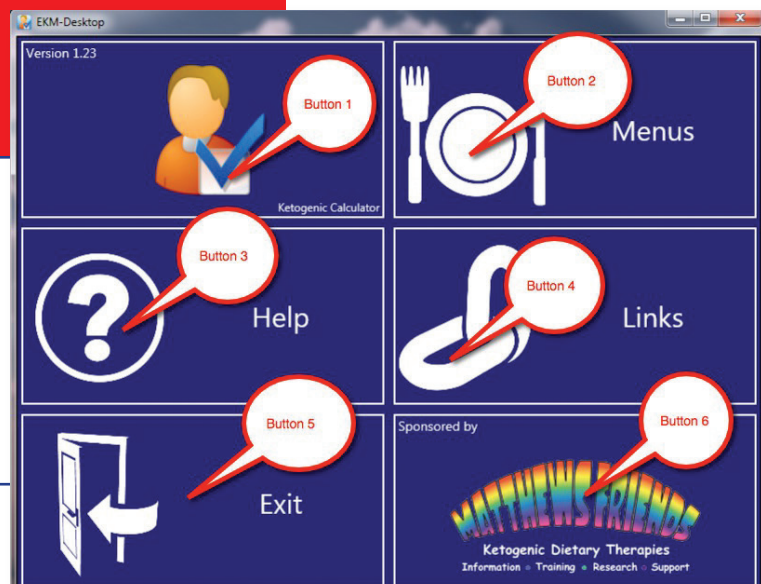 EKM-Desktop
Version 1.23
Button 1
Ketogenic Calculator
Button 2
Menus
Button 3
Help
Button 4
Links
Button 5
Exit
Sponsored by
Button 6
MATTHEWS FRIENDS
Ketogenic Dietary Therapies
Information Training Research Support